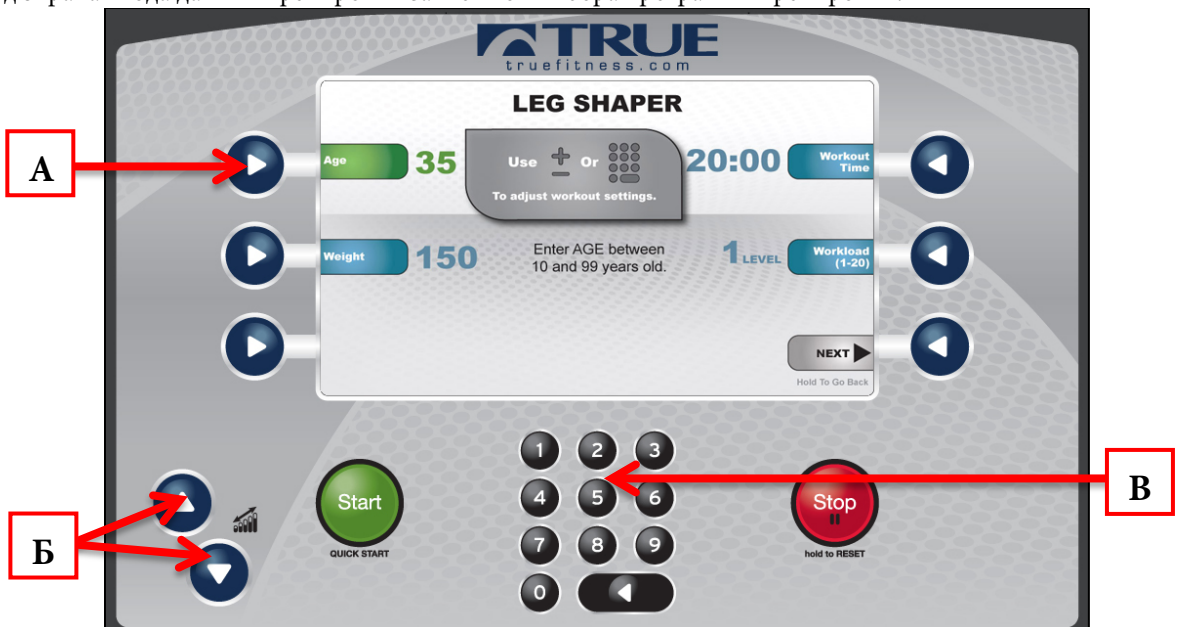 TRUE
truefitness.com
LEG SHAPER
А
Age
35
Use + − Or
To adjust workout settings.
20:00
Workout
Time
Weight
150
Enter AGE between
10 and 99 years old.
1 LEVEL
Workload
(1-20)
NEXT
Hold To Go Back
1 2 3
Start
4 5 6
Stop
В
Б
QUICK START
7 8 9
hold to RESET
0